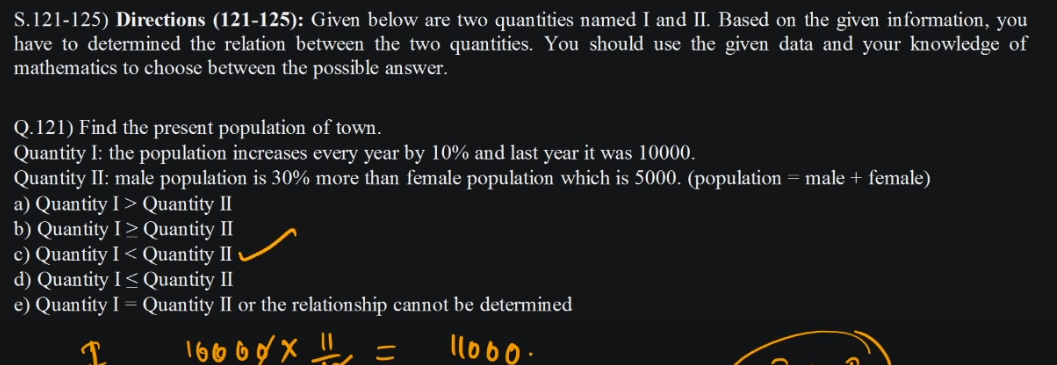 S.121-125) Directions (121-125): Given below are two quantities named I and II. Based on the given information, you
have to determined the relation between the two quantities. You should use the given data and your knowledge of
mathematics to choose between the possible answer.
Q.121) Find the present population of town.
Quantity I: the population increases every year by 10% and last year it was 10000.
Quantity II: male population is 30% more than female population which is 5000. (population = male + female)
a) Quantity I > Quantity II
b) Quantity I ≥ Quantity II
c) Quantity I < Quantity II
d) Quantity I ≤ Quantity II
e) Quantity I = Quantity II or the relationship cannot be determined
I 10000 × 11 = 11000.